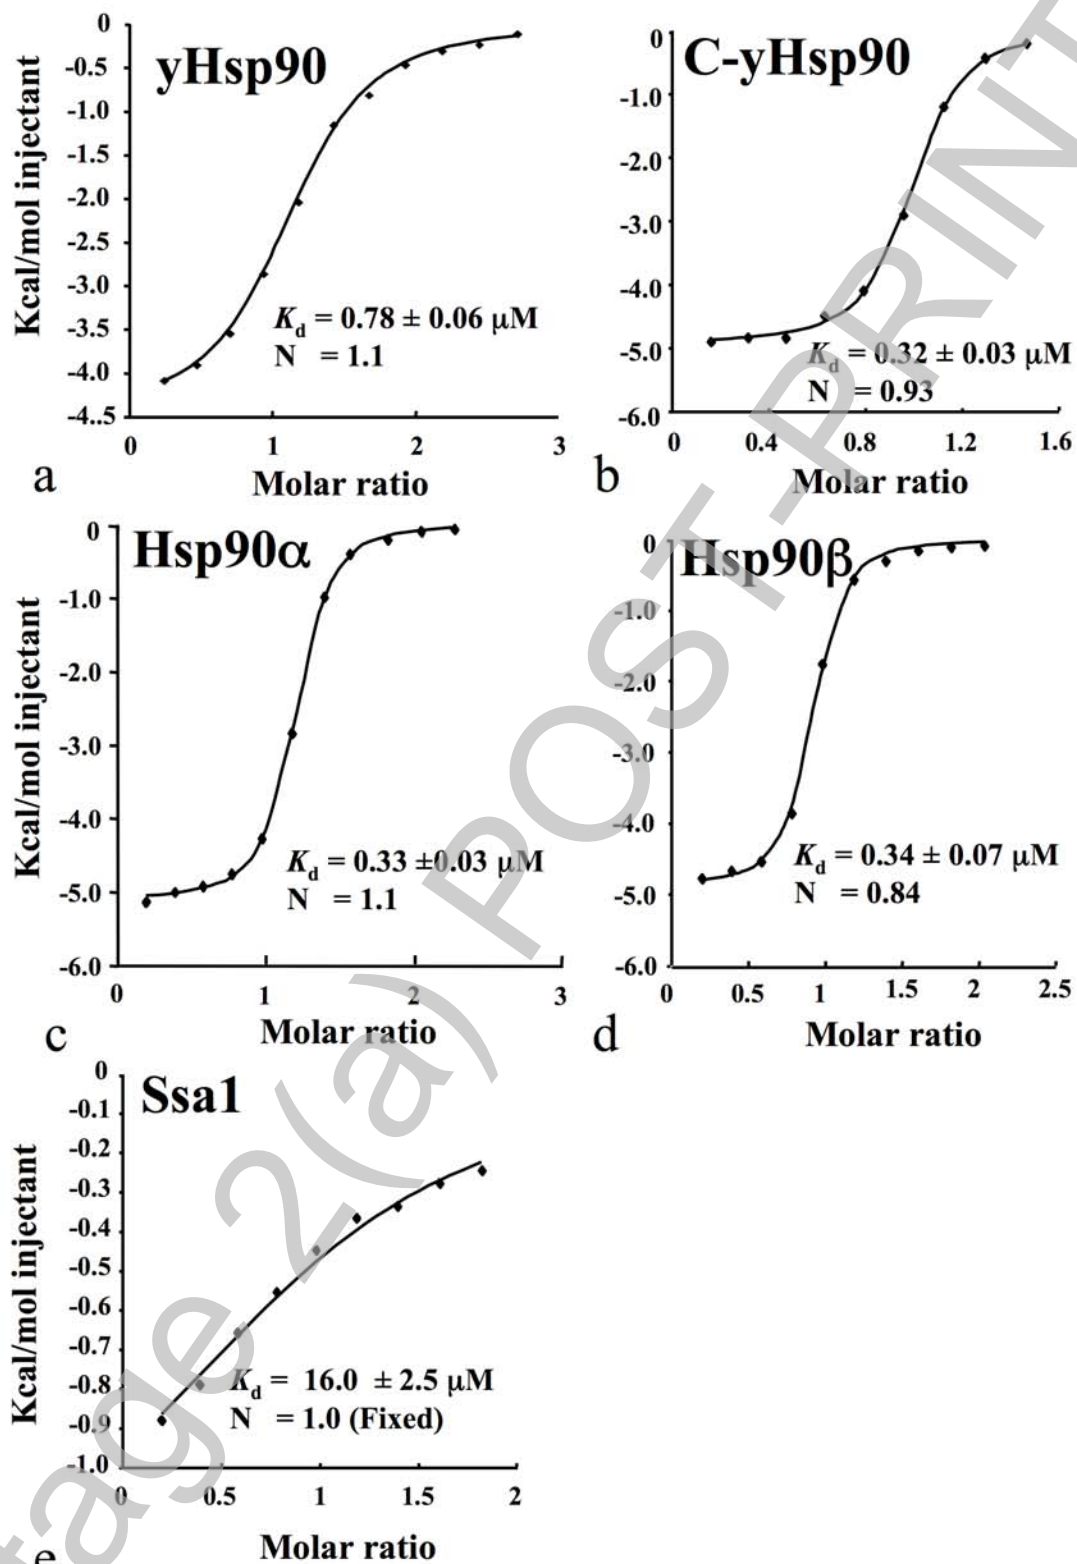 yHsp90
Kcal/mol injectant
0
-0.5
-1.0
-1.5
-2.0
-2.5
-3.0
-3.5
-4.0
-4..5
Kd = 0.78 ± 0.06 µM
N = 1.1
0 1 2 3
Molar ratio
a
C-yHsp90
0
-1.0
-2.0
-3.0
-4.0
-5.0
-6.0
Kd = 0.32 ± 0.03 µM
N = 0.93
0 0.4 0.8 1.2 1.6
Molar ratio
b
Hsp90α
Kcal/mol injectant
0
-1.0
-2.0
-3.0
-4.0
-5.0
-6.0
Kd = 0.33 ±0.03 µM
N = 1.1
0 1 2 3
Molar ratio
c
Hsp90β
0
-1.0
-2.0
-3.0
-4.0
-5.0
-6.0
Kd = 0.34 ± 0.07 µM
N = 0.84
0 0.5 1 1.5 2 2.5
Molar ratio
d
Ssa1
Kcal/mol injectant
0
-0.1
-0.2
-0.3
-0.4
-0.5
-0.6
-0.7
-0.8
-0.9
-1.0
Kd = 16.0 ± 2.5 µM
N = 1.0 (Fixed)
0 0.5 1 1.5 2
Molar ratio
e
tage 2(a) POST-PRINT